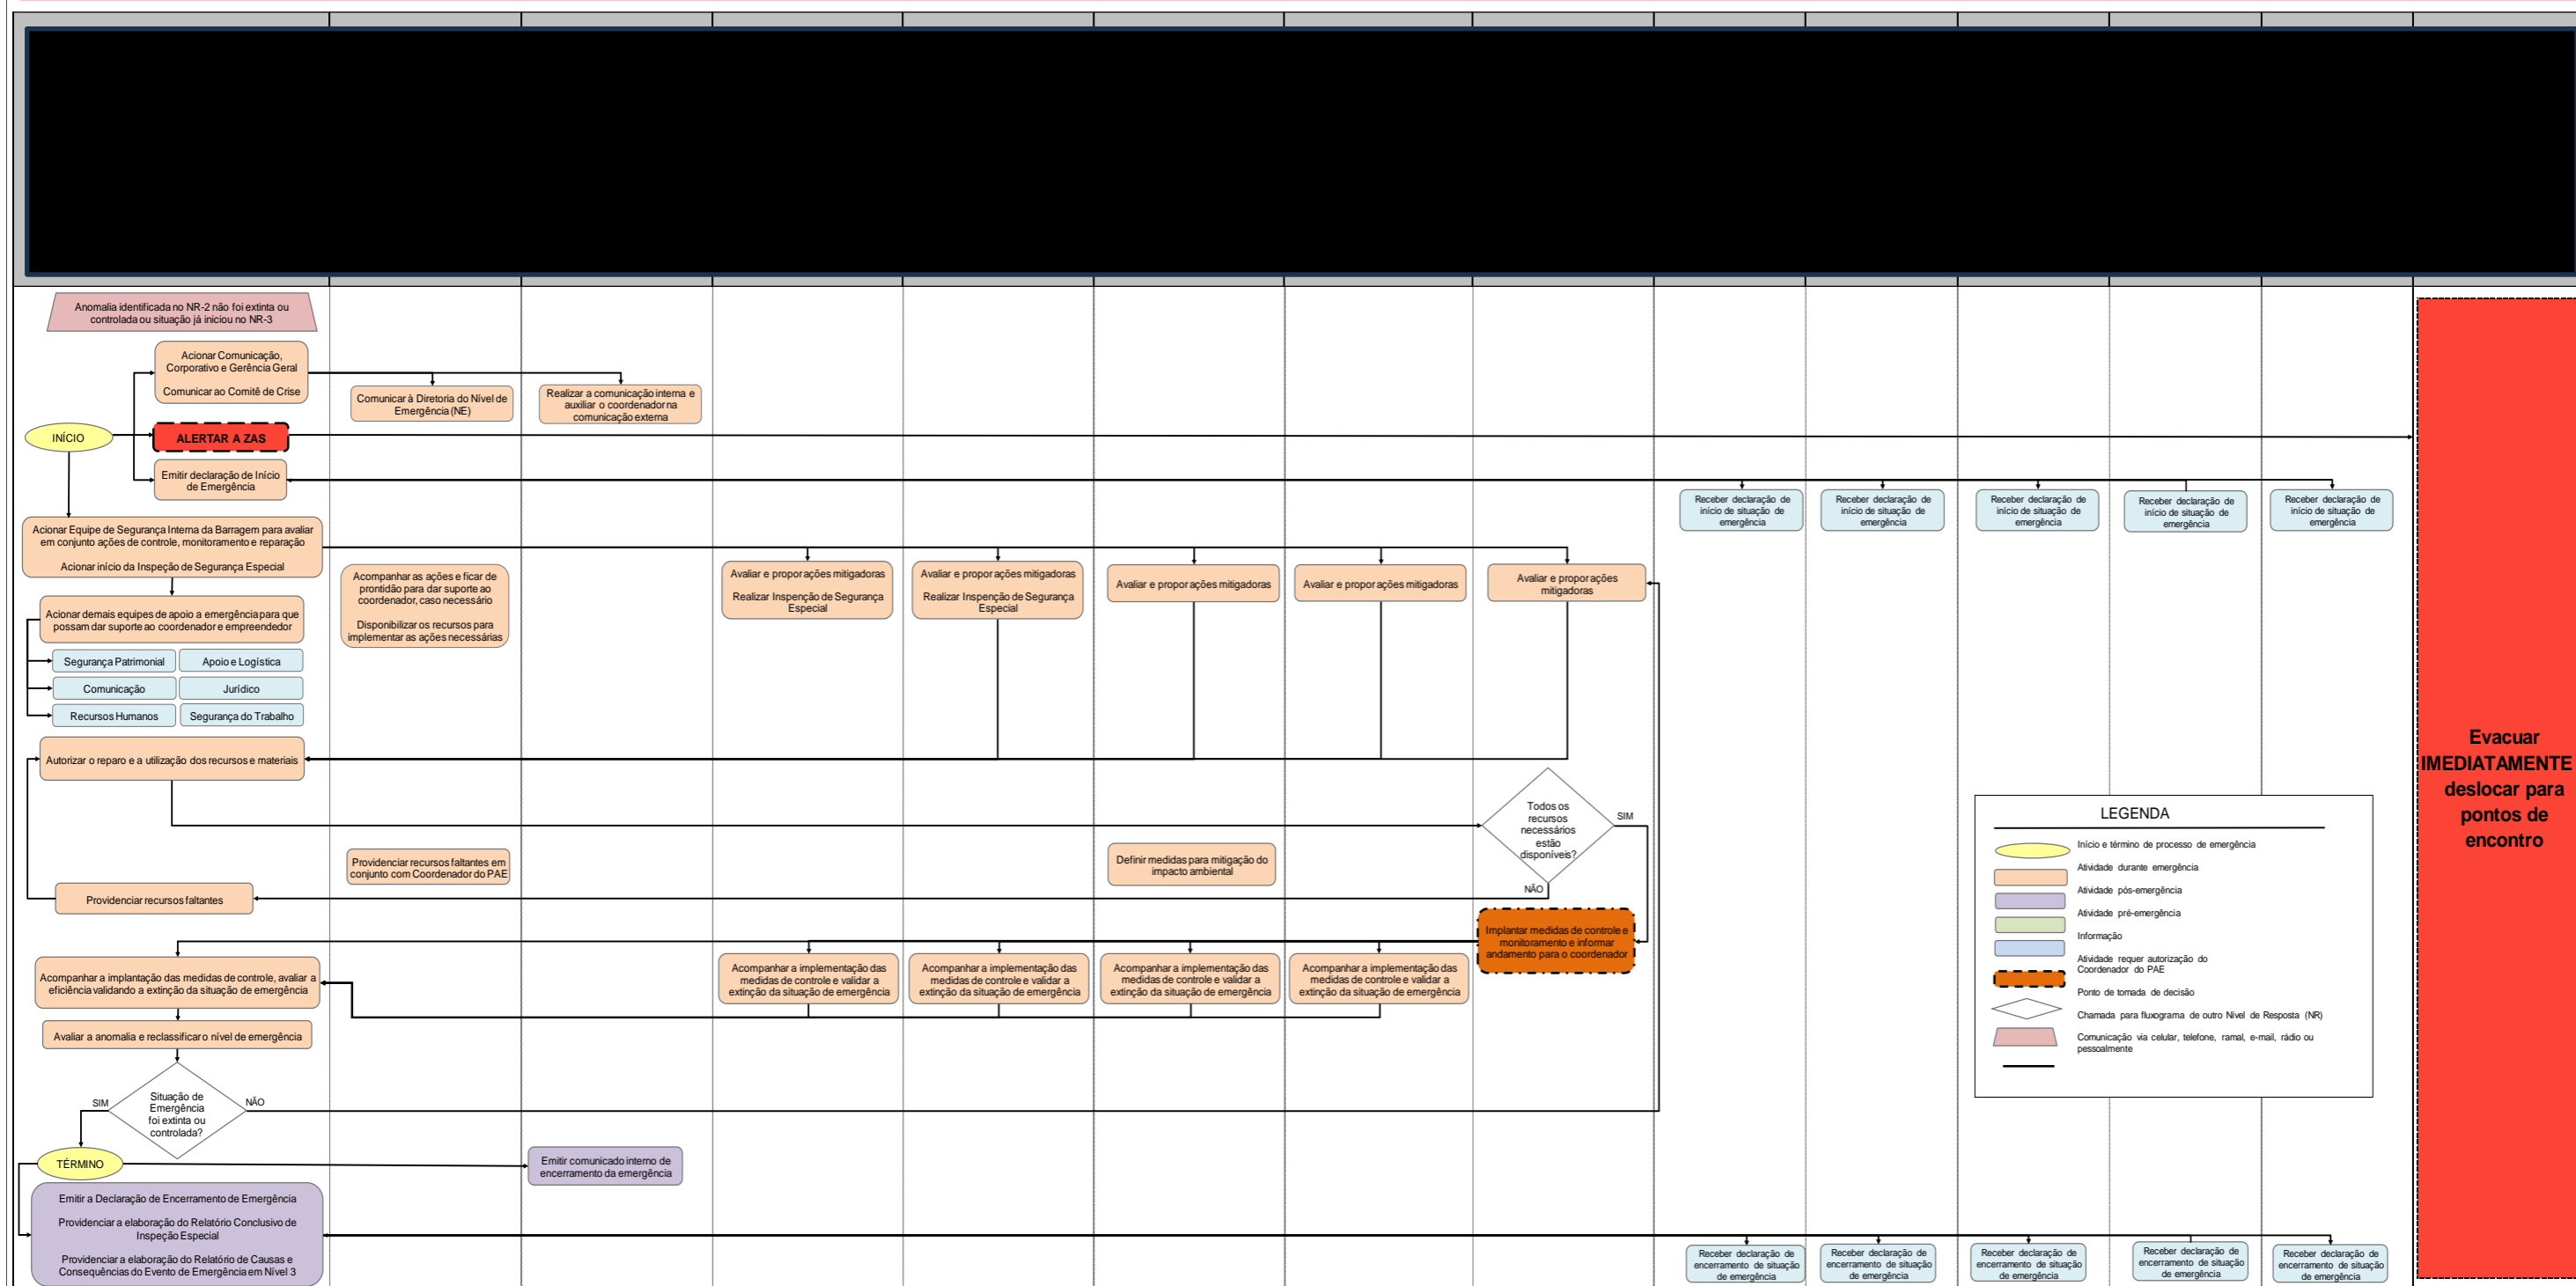 Anomalia identificada no NR-2 não foi extinta ou
controlada ou situação já iniciou no NR-3
Acionar Comunicação,
Corporativo e Gerência Geral
Comunicar ao Comitê de Crise
Comunicar à Diretoria do Nível de
Emergência (NE)
Realizar a comunicação interna e
auxiliar o coordenador na
comunicação externa
INÍCIO
ALERTAR A ZAS
Emitir declaração de Início
de Emergência
Receber declaração de
início de situação de
emergência
Receber declaração de
início de situação de
emergência
Receber declaração de
início de situação de
emergência
Receber declaração de
início de situação de
emergência
Receber declaração de
início de situação de
emergência
Acionar Equipe de Segurança Interna da Barragem para avaliar
em conjunto ações de controle, monitoramento e reparação
Acionar início da Inspeção de Segurança Especial
Acompanhar as ações e ficar de
prontidão para dar suporte ao
coordenador, caso necessário
Disponibilizar os recursos para
implementar as ações necessárias
Avaliar e propor ações mitigadoras
Realizar Inspenção de Segurança
Especial
Avaliar e propor ações mitigadoras
Realizar Inspenção de Segurança
Especial
Avaliar e propor ações mitigadoras
Avaliar e propor ações mitigadoras
Avaliar e propor ações
mitigadoras
Acionar demais equipes de apoio a emergência para que
possam dar suporte ao coordenador e empreendedor
Segurança Patrimonial
Apoio e Logística
Comunicação
Jurídico
Recursos Humanos
Segurança do Trabalho
Autorizar o reparo e a utilização dos recursos e materiais
Todos os
recursos
necessários
estão
disponíveis?
SIM
NÃO
Providenciar recursos faltantes em
conjunto com Coordenador do PAE
Definir medidas para mitigação do
impacto ambiental
Providenciar recursos faltantes
Implantar medidas de controle e
monitoramento e informar
andamento para o coordenador
Acompanhar a implantação das medidas de controle, avaliar a
eficiência validando a extinção da situação de emergência
Acompanhar a implementação das
medidas de controle e validar a
extinção da situação de emergência
Acompanhar a implementação das
medidas de controle e validar a
extinção da situação de emergência
Acompanhar a implementação das
medidas de controle e validar a
extinção da situação de emergência
Acompanhar a implementação das
medidas de controle e validar a
extinção da situação de emergência
Avaliar a anomalia e reclassificar o nível de emergência
Situação de
Emergência
foi extinta ou
controlada?
SIM
NÃO
TÉRMINO
Emitir comunicado interno de
encerramento da emergência
Emitir a Declaração de Encerramento de Emergência
Providenciar a elaboração do Relatório Conclusivo de
Inspeção Especial
Providenciar a elaboração do Relatório de Causas e
Consequências do Evento de Emergência em Nível 3
Receber declaração de
encerramento de situação
de emergência
Receber declaração de
encerramento de situação
de emergência
Receber declaração de
encerramento de situação
de emergência
Receber declaração de
encerramento de situação
de emergência
Receber declaração de
encerramento de situação
de emergência
LEGENDA
Início e término de processo de emergência
Atividade durante emergência
Atividade pós-emergência
Atividade pré-emergência
Informação
Atividade requer autorização do
Coordenador do PAE
Ponto de tomada de decisão
Chamada para fluxograma de outro Nível de Resposta (NR)
Comunicação via celular, telefone, ramal, e-mail, rádio ou
pessoalmente
Evacuar
IMEDIATAMENTE
deslocar para
pontos de
encontro